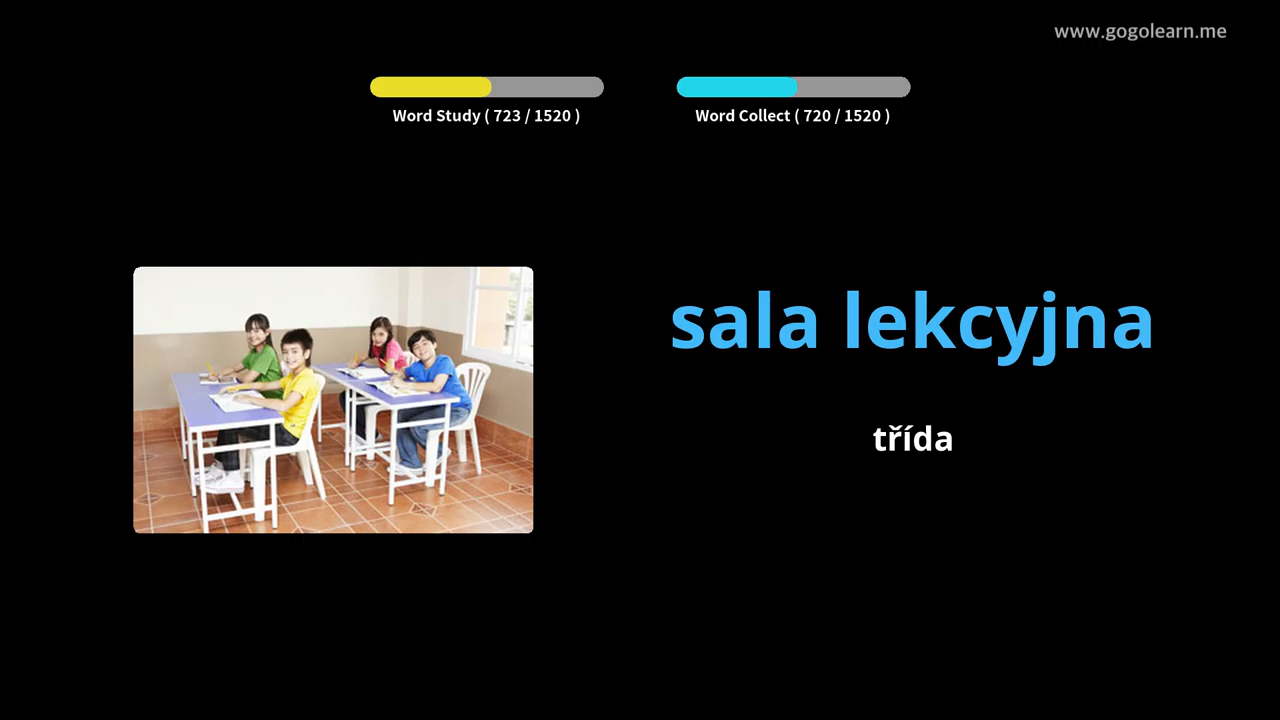 www.gogolearn.me
Word Study ( 723 / 1520 )
Word Collect ( 720 / 1520 )
sala lekcyjna
třída